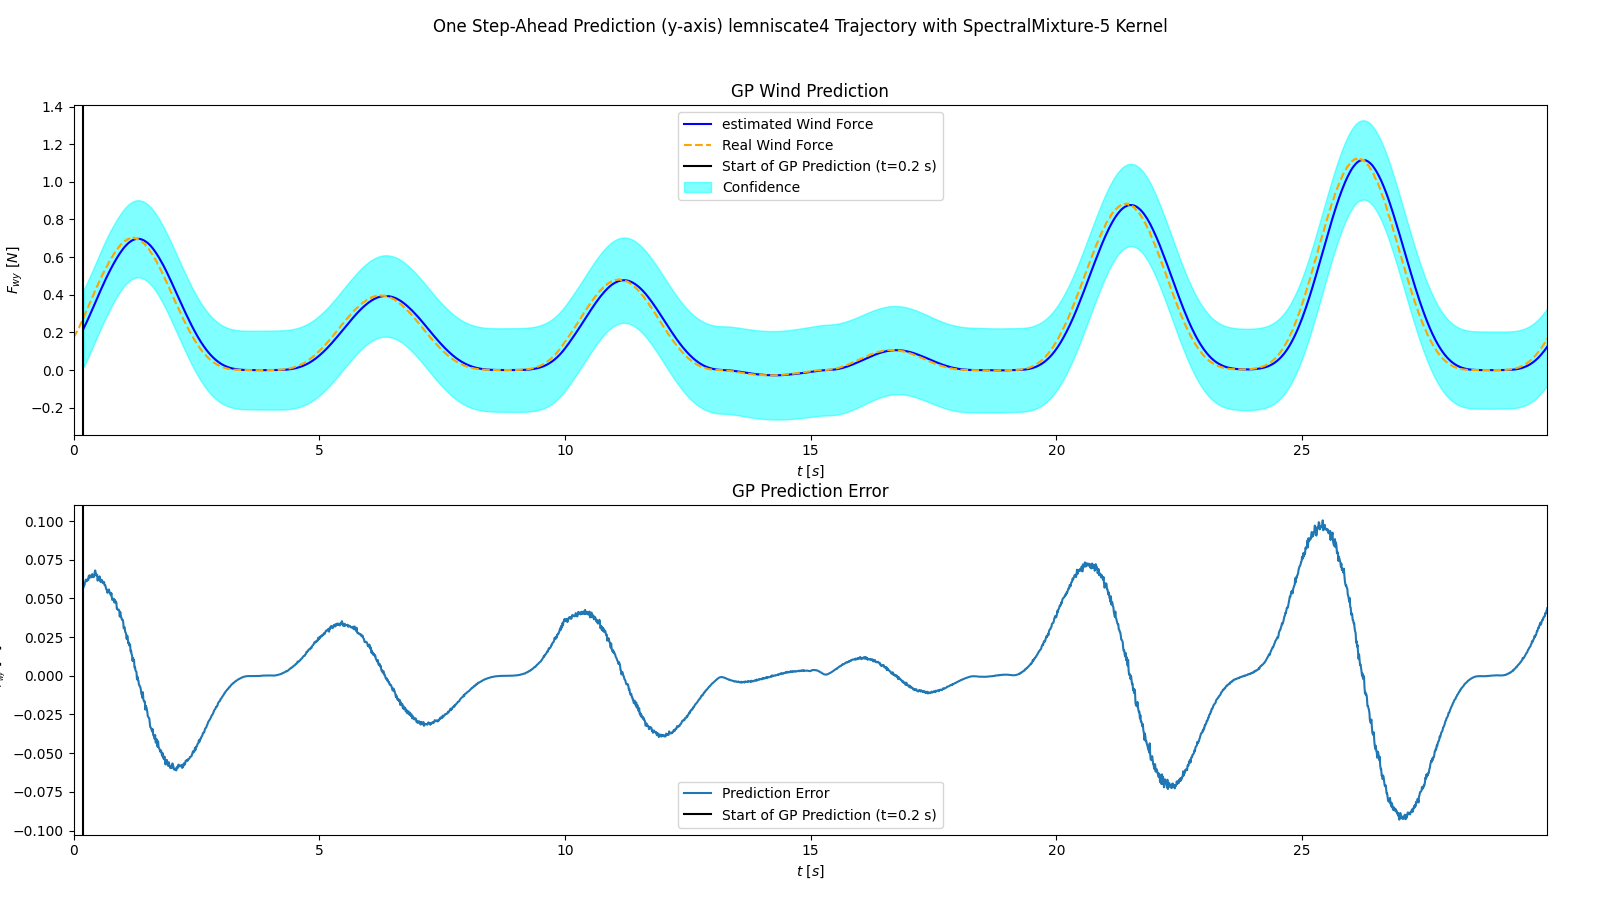 One Step-Ahead Prediction (y-axis) lemniscate4 Trajectory with SpectralMixture-5 Kernel
GP Wind Prediction
1.4
1.2
1.0
0.8
0.6
0.4
0.2
0.0
−0.2
F_wy [N]
estimated Wind Force
Real Wind Force
Start of GP Prediction (t=0.2 s)
Confidence
0 5 10 15 20 25
t [s]
GP Prediction Error
0.100
0.075
0.050
0.025
0.000
−0.025
−0.050
−0.075
−0.100
Prediction Error
Start of GP Prediction (t=0.2 s)
0 5 10 15 20 25
t [s]